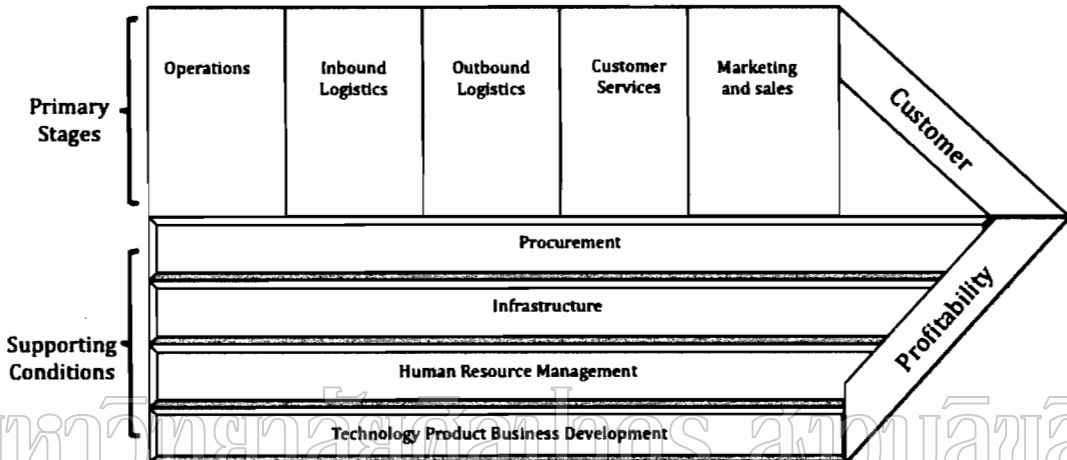 Primary
Stages
Operations
Inbound
Logistics
Outbound
Logistics
Customer
Services
Marketing
and sales
Customer
Procurement
Infrastructure
Supporting
Conditions
Human Resource Management
Technology Product Business Development
Profitability